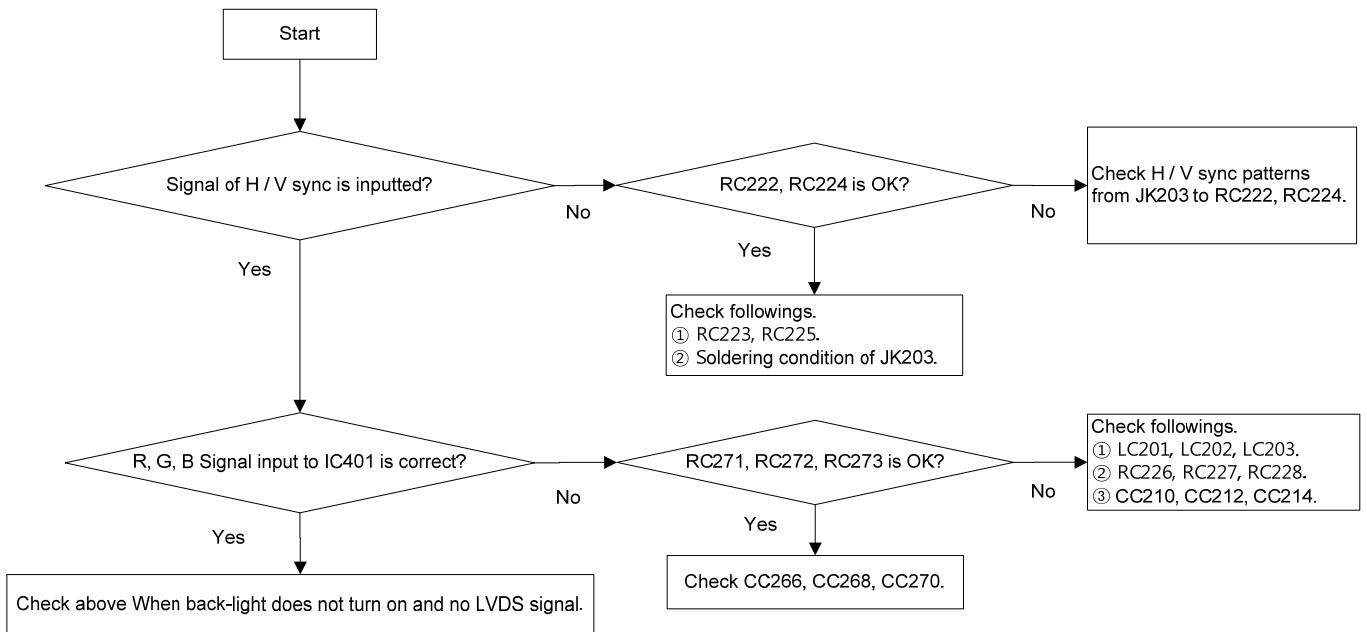 Start
Signal of H / V sync is inputted?
No
RC222, RC224 is OK?
No
Check H / V sync patterns
from JK203 to RC222, RC224.
Yes
Yes
Check followings.
① RC223, RC225.
② Soldering condition of JK203.
R, G, B Signal input to IC401 is correct?
No
RC271, RC272, RC273 is OK?
No
Check followings.
① LC201, LC202, LC203.
② RC226, RC227, RC228.
③ CC210, CC212, CC214.
Yes
Yes
Check CC266, CC268, CC270.
Check above When back-light does not turn on and no LVDS signal.